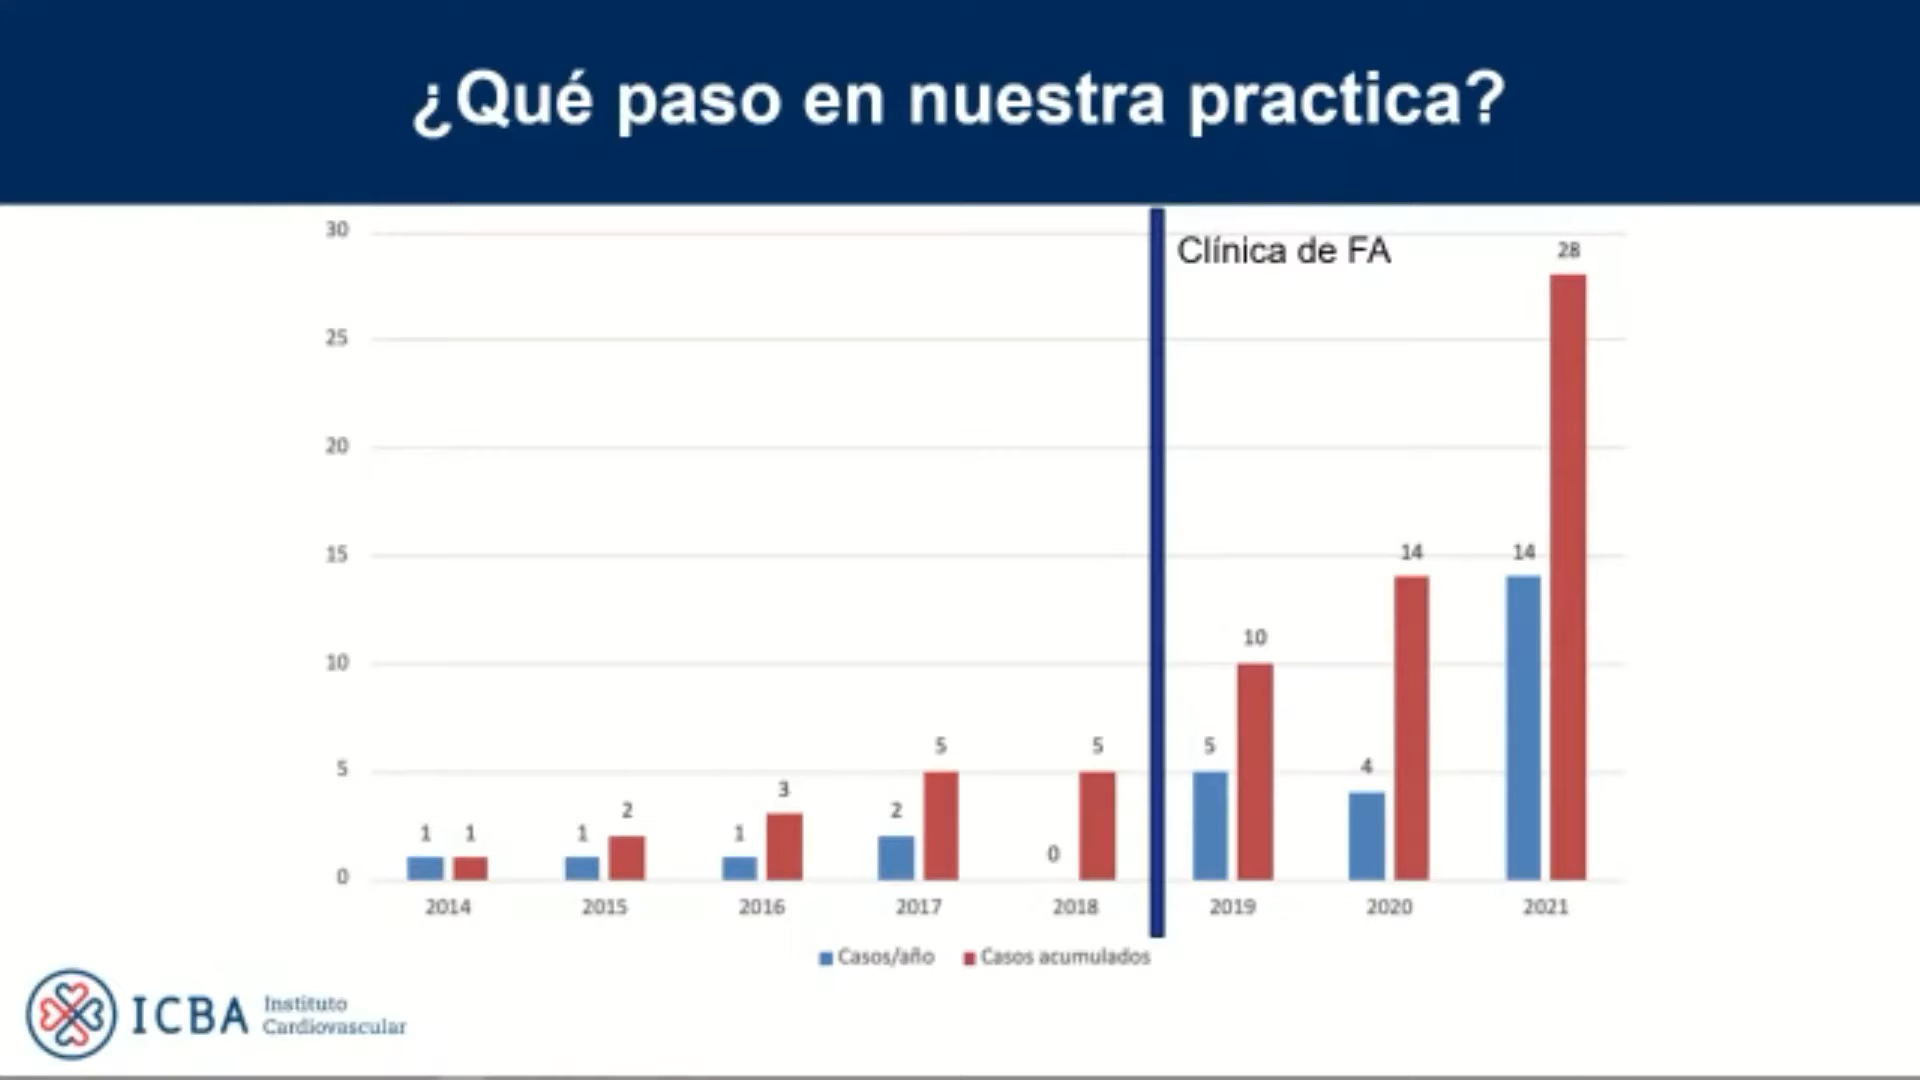 ¿Qué paso en nuestra practica?
30
25
20
15
10
5
0
Clínica de FA
1 1
1 2
1 3
2 5
0 5
5 10
4 14
14 28
2014 2015 2016 2017 2018 2019 2020 2021
Casos/año Casos acumulados
ICBA
Instituto
Cardiovascular